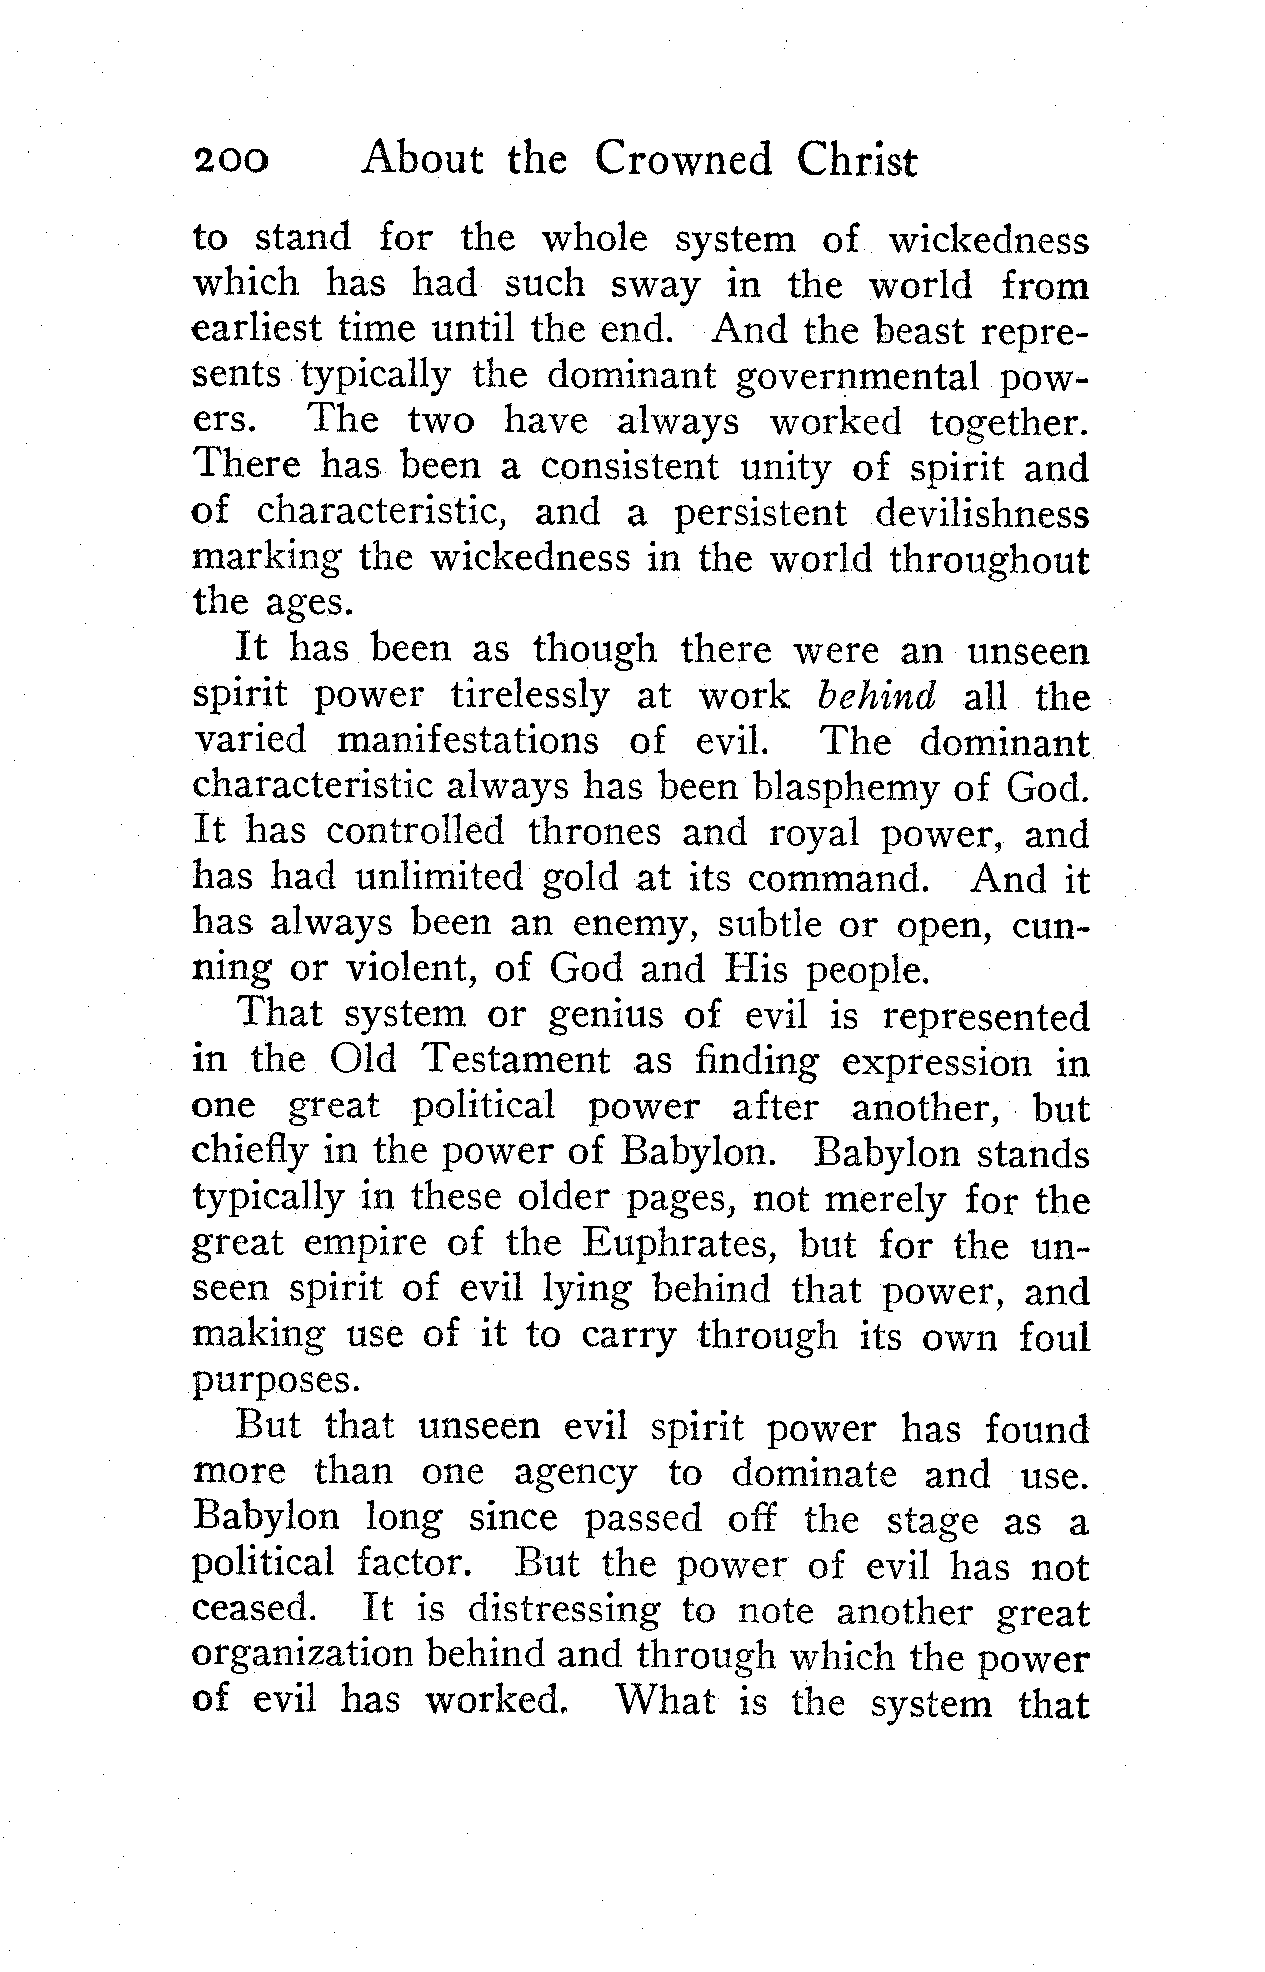 200 About the Crowned Christ
to stand for the whole system of wickedness
which has had such sway in the world from
earliest time until the end. And the beast repre-
sents typically the dominant governmental pow-
ers. The two have always worked together.
There has been a consistent unity of spirit and
of characteristic, and a persistent devilishness
marking the wickedness in the world throughout
the ages.
It has been as though there were an unseen
spirit power tirelessly at work behind all the
varied manifestations of evil. The dominant
characteristic always has been blasphemy of God.
It has controlled thrones and royal power, and
has had unlimited gold at its command. And it
has always been an enemy, subtle or open, cun-
ning or violent, of God and His people.
That system or genius of evil is represented
in the Old Testament as finding expression in
one great political power after another, but
chiefly in the power of Babylon. Babylon stands
typically in these older pages, not merely for the
great empire of the Euphrates, but for the un-
seen spirit of evil lying behind that power, and
making use of it to carry through its own foul
purposes.
But that unseen evil spirit power has found
more than one agency to dominate and use.
Babylon long since passed off the stage as a
political factor. But the power of evil has not
ceased. It is distressing to note another great
organization behind and through which the power
of evil has worked. What is the system that